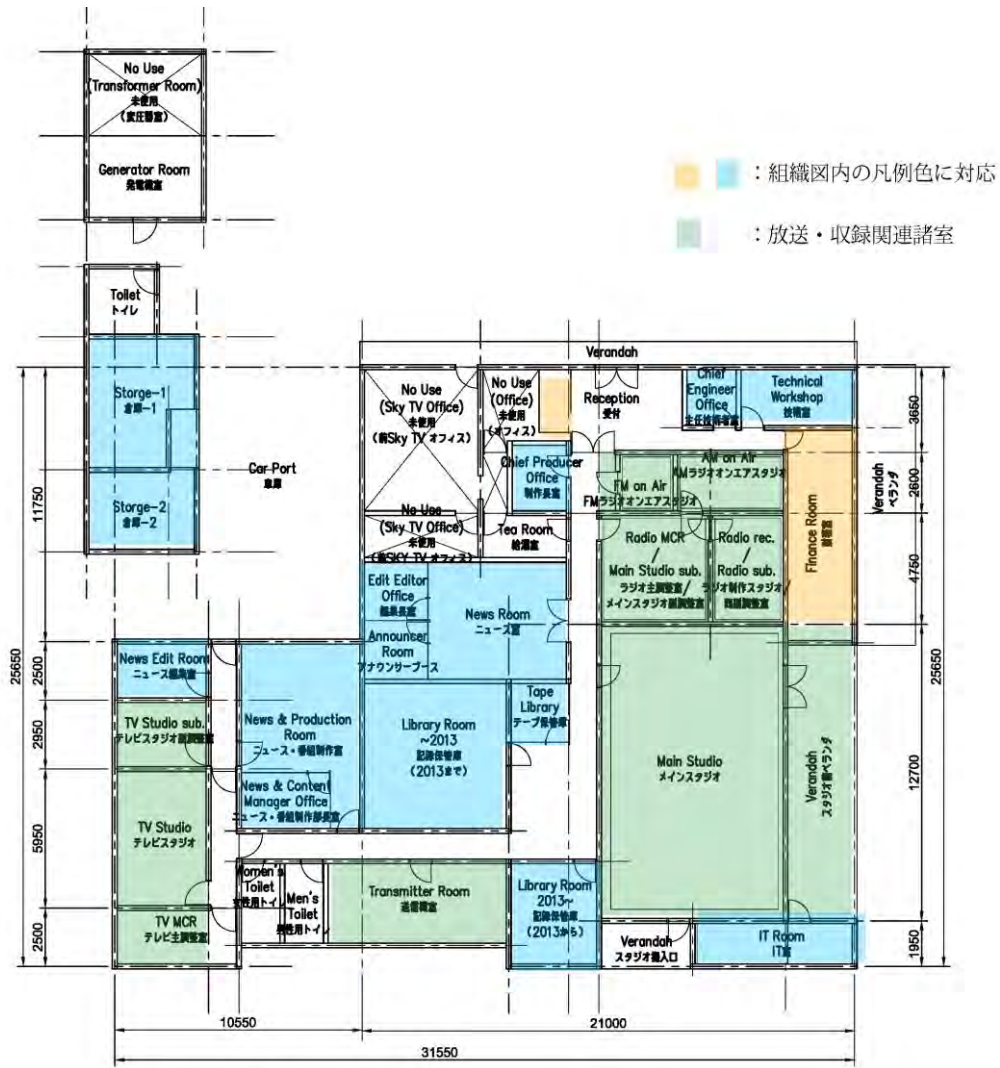 No Use
(Transformer Room)
未使用
(変圧器室)
Generator Room
発電機室
:組織図内の凡例色に対応
:放送・収録関連諸室
Toilet
トイレ
Storge-1
倉庫-1
Storge-2
倉庫-2
Car Port
車庫
Verandah
No Use
(Sky TV Office)
未使用
(前Sky TV オフィス)
No Use
(Office)
未使用
(オフィス)
Reception
受付
Chief
Engineer
Office
主任技術者室
Technical
Workshop
技術室
Chief Producer
Office
制作長室
AM on Air
AMラジオオンエアスタジオ
FM on Air
FMラジオオンエアスタジオ
Verandah
ベランダ
Finance Room
No Use
(Sky TV Office)
未使用
(前SKY TV オフィス)
Tea Room
給湯室
Radio MCR
/
Main Studio sub.
ラジオ主調整室/
メインスタジオ副調整室
Radio rec.
/
Radio sub.
ラジオ制作スタジオ
Edit Editor
Office
編集長室
News Room
ニュース室
Announcer
Room
アナウンサーブース
News Edit Room
ニュース編集室
TV Studio sub.
テレビスタジオ副調整室
News & Production
Room
ニュース・番組制作室
Library Room
~2013
記録保管庫
(2013まで)
Tape
Library
テープ保管庫
Main Studio
メインスタジオ
Verandah
スタジオ側ベランダ
News & Content
Manager Office
ニュース・番組制作部長室
TV Studio
テレビスタジオ
Women's
Toilet
女性用トイレ
Men's
Toilet
男性用トイレ
Transmitter Room
送信機室
Library Room
2013~
記録保管庫
(2013から)
TV MCR
テレビ主調整室
Verandah
スタジオ側入口
IT Room
IT室
25650
11750
2500
2950
5950
2500
3650
2600
4750
12700
1950
25650
10550
21000
31550